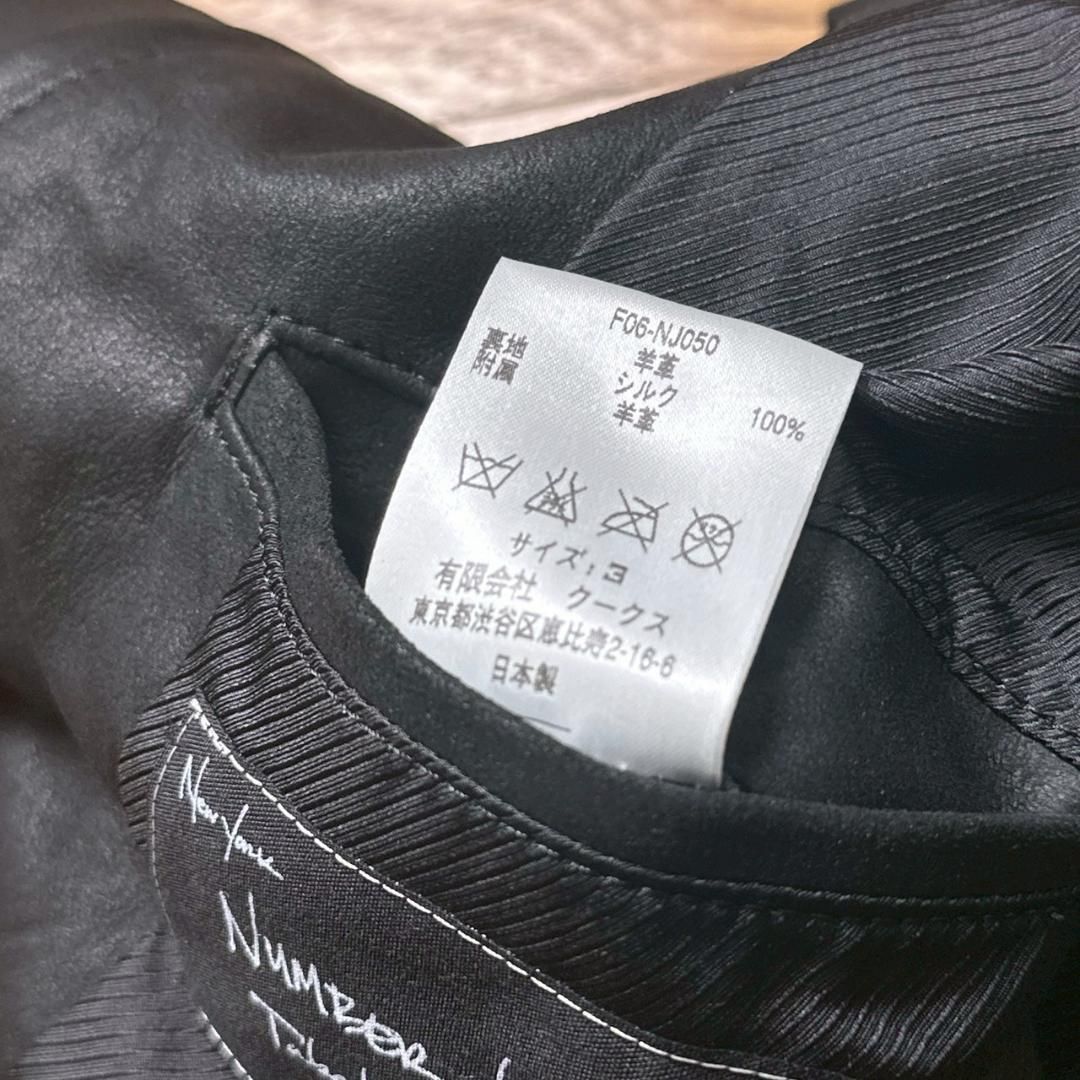 F06-NJ050
羊革
裏地 シルク
附属 羊革 100%
サイズ：3
有限会社 クークス
東京都渋谷区恵比寿2-16-6
日本製
New York
NUMBER